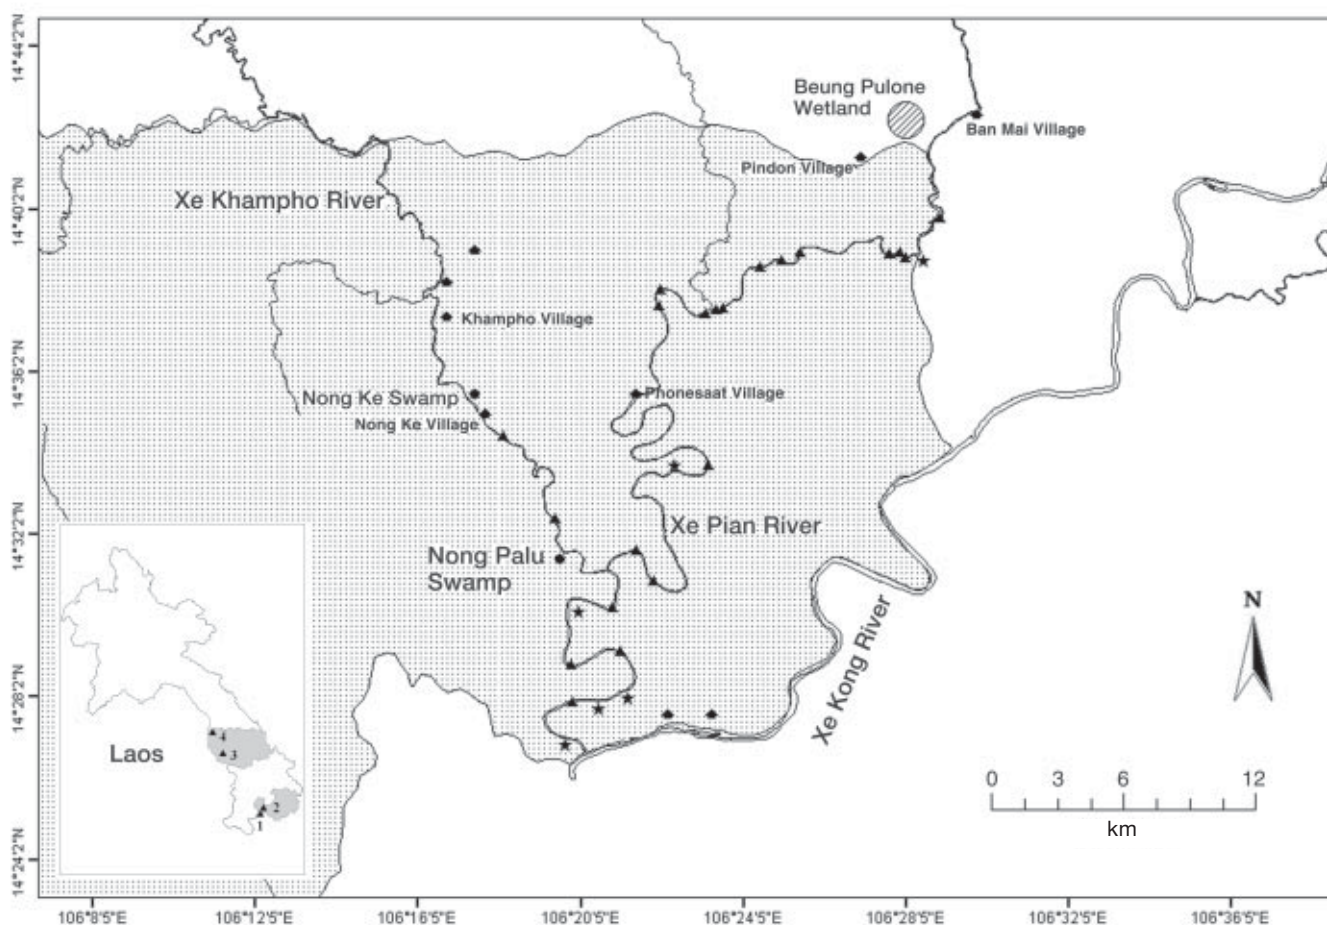 14°44'2"N
14°40'2"N
14°36'2"N
14°32'2"N
14°28'2"N
14°24'2"N
Beung Pulone
Wetland
Ban Mai Village
Pindon Village
Xe Khampho River
Khampho Village
Nong Ke Swamp
Nong Ke Village
Phonesaat Village
Xe Pian River
Nong Palu
Swamp
Xe Kong River
N
Laos
4
3
2
1
0 3 6 12
km
106°8'5"E 106°12'5"E 106°16'5"E 106°20'5"E 106°24'5"E 106°28'5"E 106°32'5"E 106°36'5"E